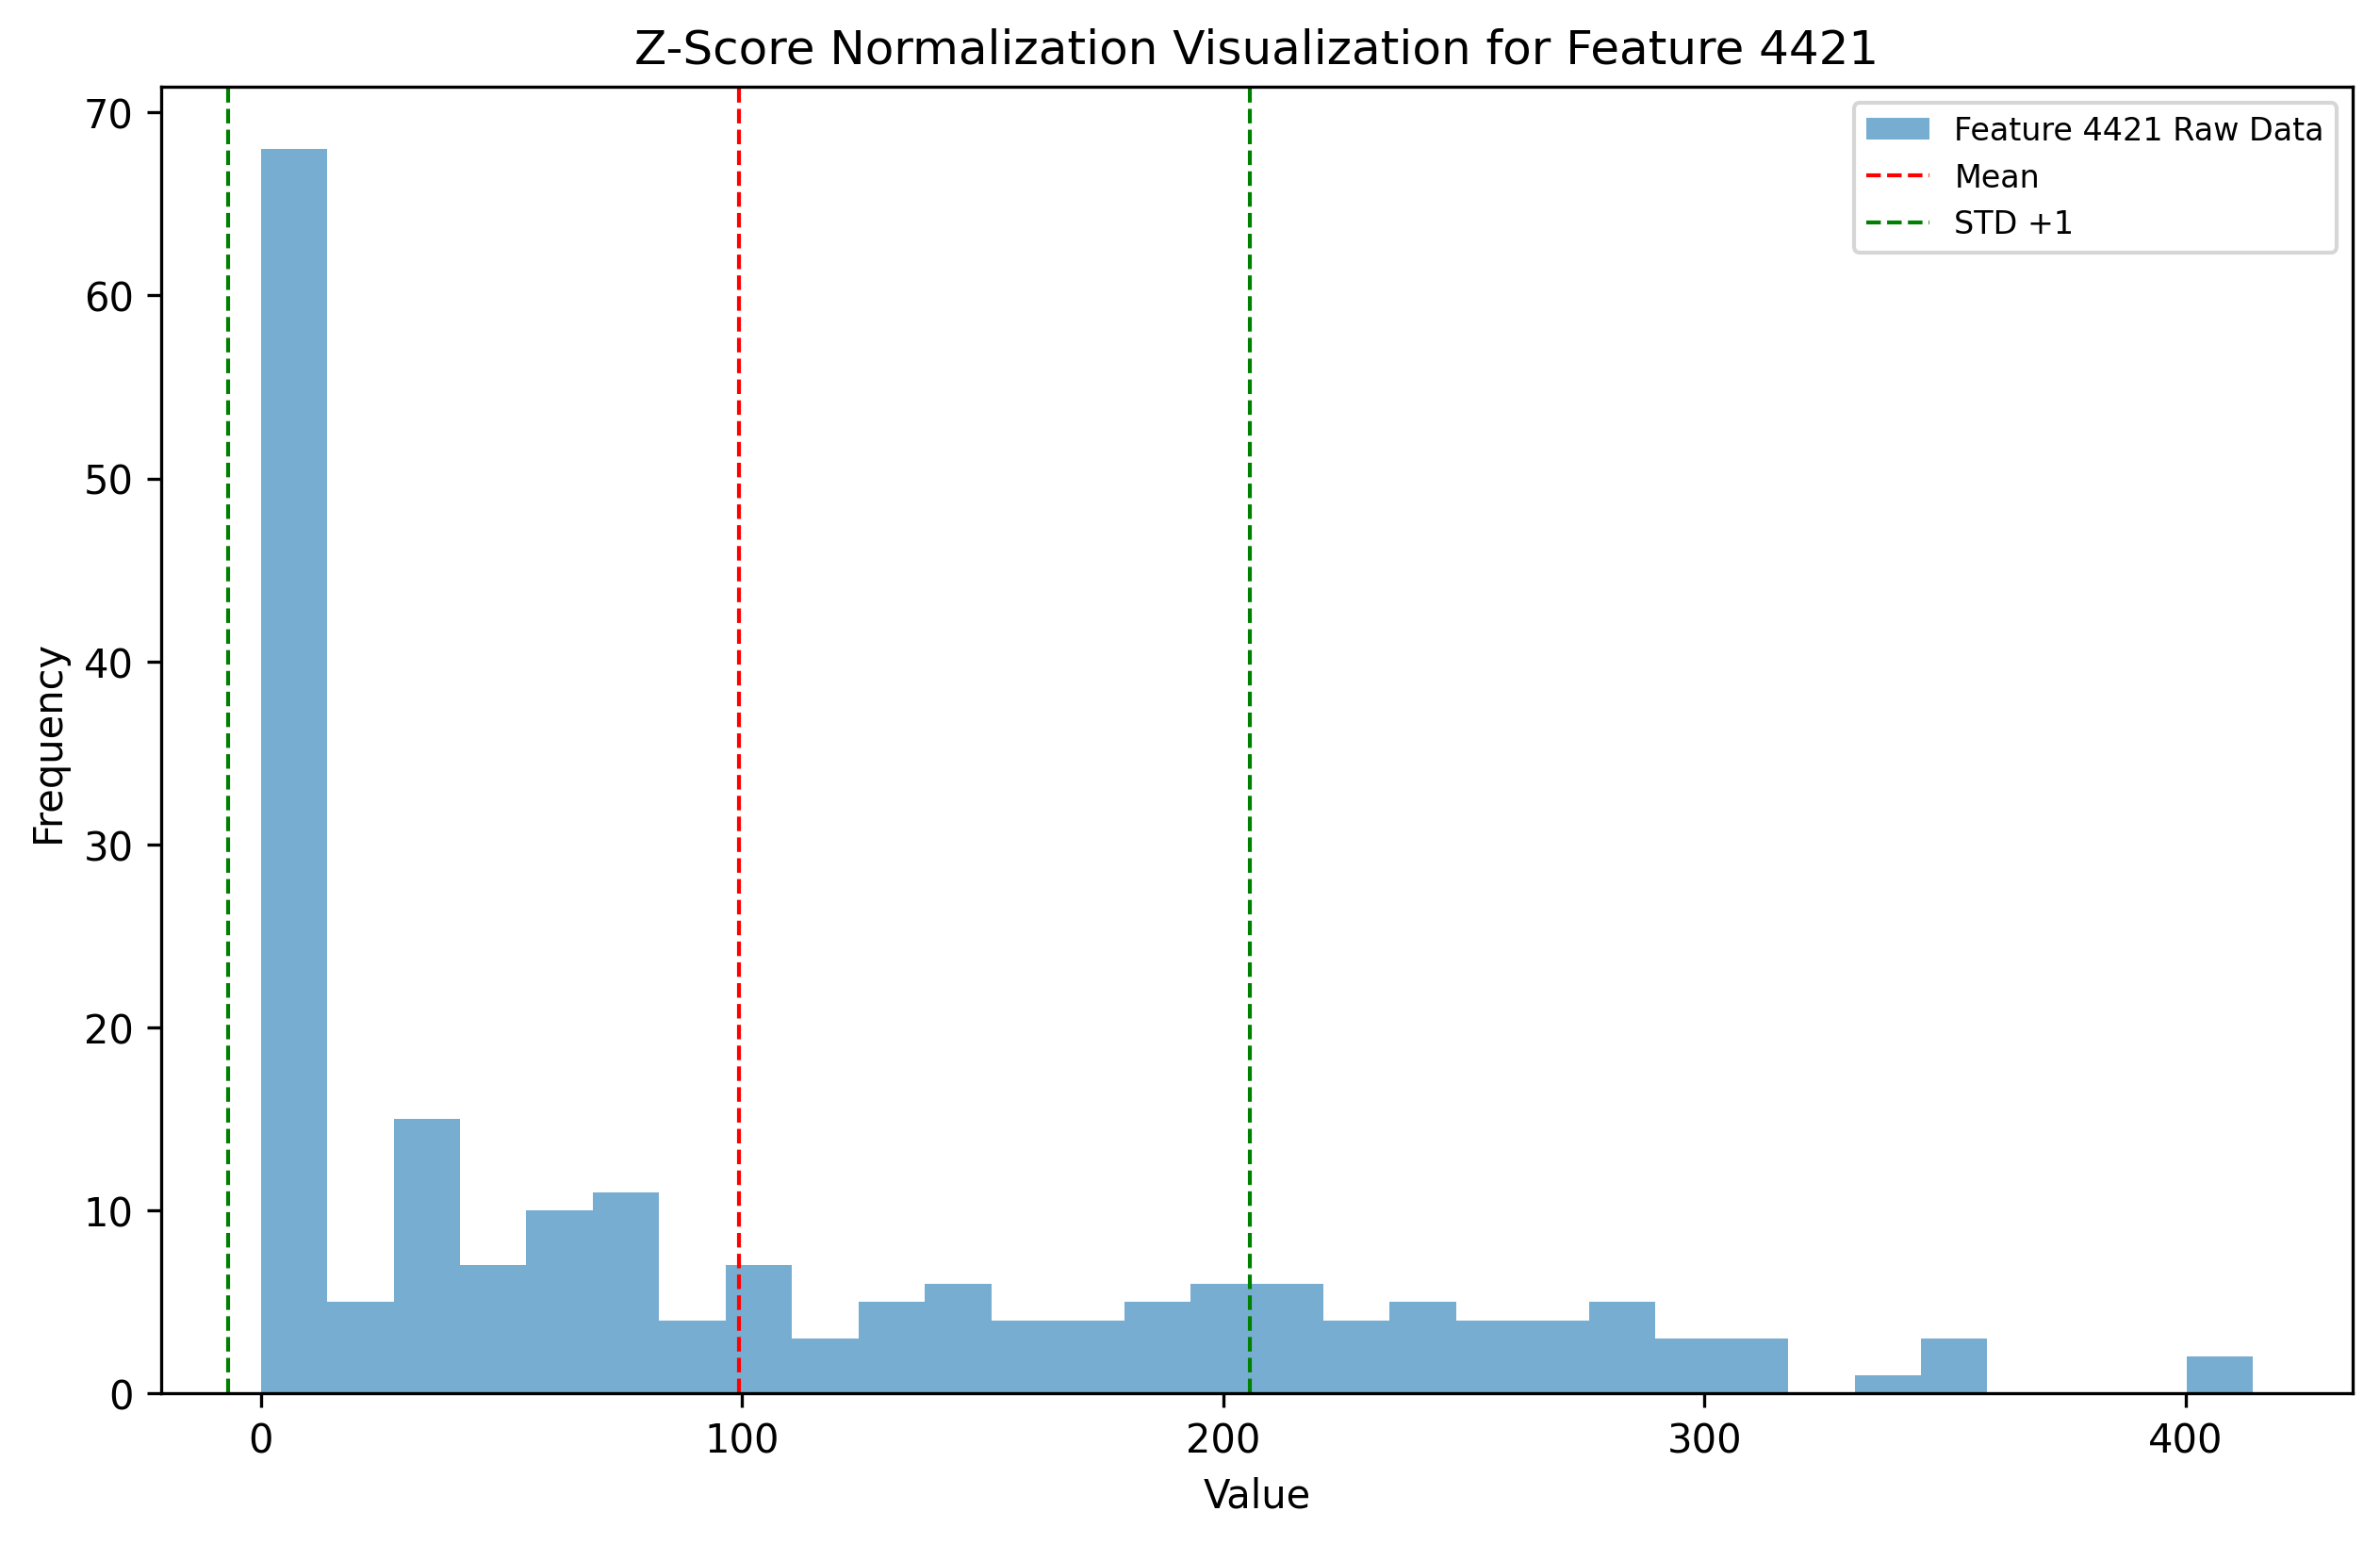 Z-Score Normalization Visualization for Feature 4421
Feature 4421 Raw Data
Mean
STD +1
70
60
50
40
30
20
10
0
Frequency
0 100 200 300 400
Value